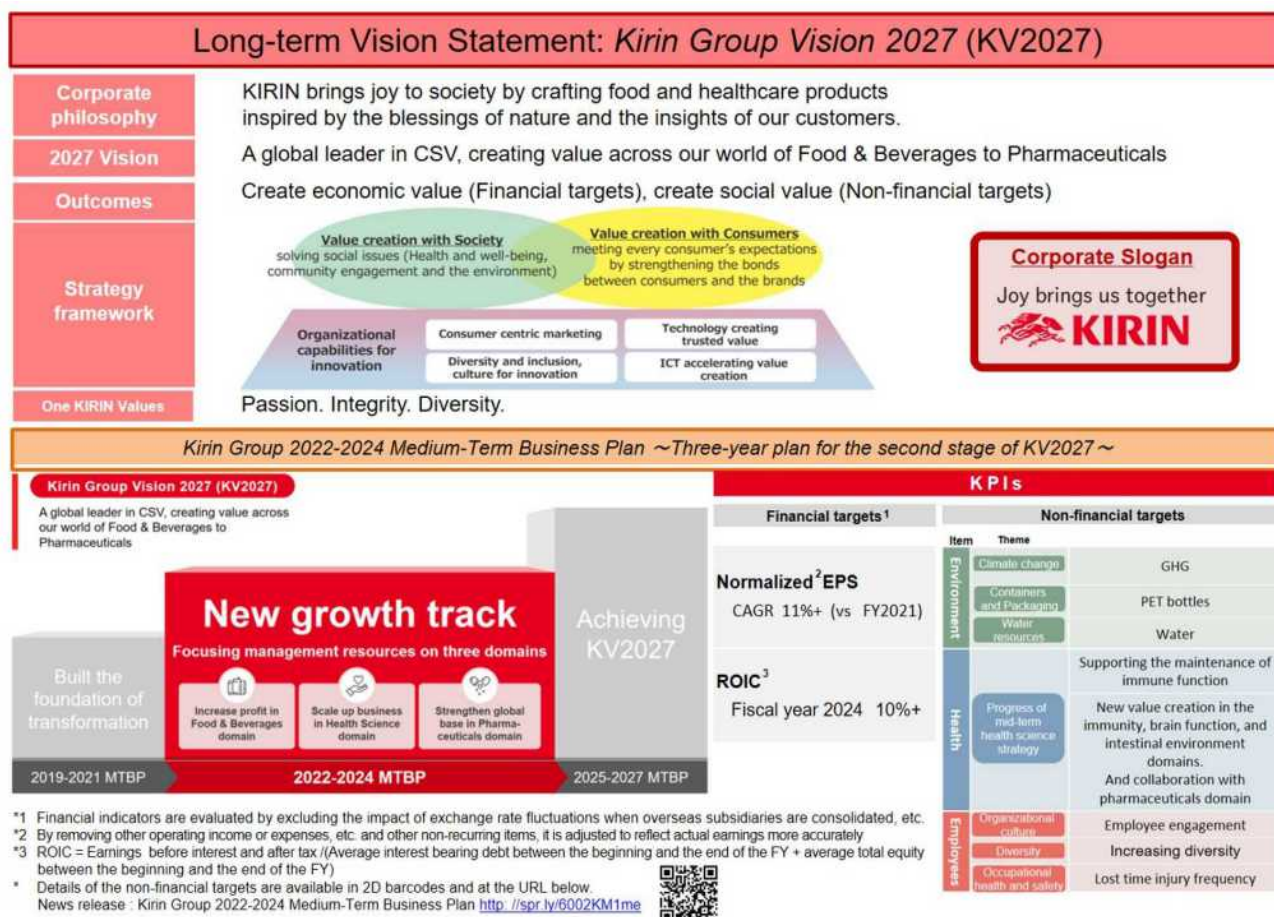 Long-term Vision Statement: Kirin Group Vision 2027 (KV2027)
Corporate
philosophy
KIRIN brings joy to society by crafting food and healthcare products
inspired by the blessings of nature and the insights of our customers.
2027 Vision
A global leader in CSV, creating value across our world of Food & Beverages to Pharmaceuticals
Outcomes
Create economic value (Financial targets), create social value (Non-financial targets)
Strategy
framework
Value creation with Society
solving social issues (Health and well-being,
community engagement and the environment)
Value creation with Consumers
meeting every consumer's expectations
by strengthening the bonds
between consumers and the brands
Organizational
capabilities for
innovation
Consumer centric marketing
Technology creating
trusted value
Diversity and inclusion,
culture for innovation
ICT accelerating value
creation
Corporate Slogan
Joy brings us together
KIRIN
One KIRIN Values
Passion. Integrity. Diversity.
Kirin Group 2022-2024 Medium-Term Business Plan ～Three-year plan for the second stage of KV2027～
Kirin Group Vision 2027 (KV2027)
A global leader in CSV, creating value across
our world of Food & Beverages to
Pharmaceuticals
Built the
foundation of
transformation
2019-2021 MTBP
New growth track
Focusing management resources on three domains
Increase profit in
Food & Beverages
domain
Scale up business
in Health Science
domain
Strengthen global
base in Pharma-
ceuticals domain
2022-2024 MTBP
Achieving
KV2027
2025-2027 MTBP
KPIs
Financial targets1
Normalized2EPS
CAGR 11%+ (vs FY2021)
ROIC3
Fiscal year 2024 10%+
Non-financial targets
Item Theme
Environment
Climate change
GHG
Containers
and Packaging
PET bottles
Water
resources
Water
Health
Progress of
mid-term
health science
strategy
Supporting the maintenance of
immune function
New value creation in the
immunity, brain function, and
intestinal environment
domains.
And collaboration with
pharmaceuticals domain
Employees
Organizational
culture
Employee engagement
Diversity
Increasing diversity
Occupational
health and safety
Lost time injury frequency
*1 Financial indicators are evaluated by excluding the impact of exchange rate fluctuations when overseas subsidiaries are consolidated, etc.
*2 By removing other operating income or expenses, etc. and other non-recurring items, it is adjusted to reflect actual earnings more accurately
*3 ROIC = Earnings before interest and after tax /(Average interest bearing debt between the beginning and the end of the FY + average total equity
between the beginning and the end of the FY)
* Details of the non-financial targets are available in 2D barcodes and at the URL below.
News release : Kirin Group 2022-2024 Medium-Term Business Plan http: //spr.ly/6002KM1me